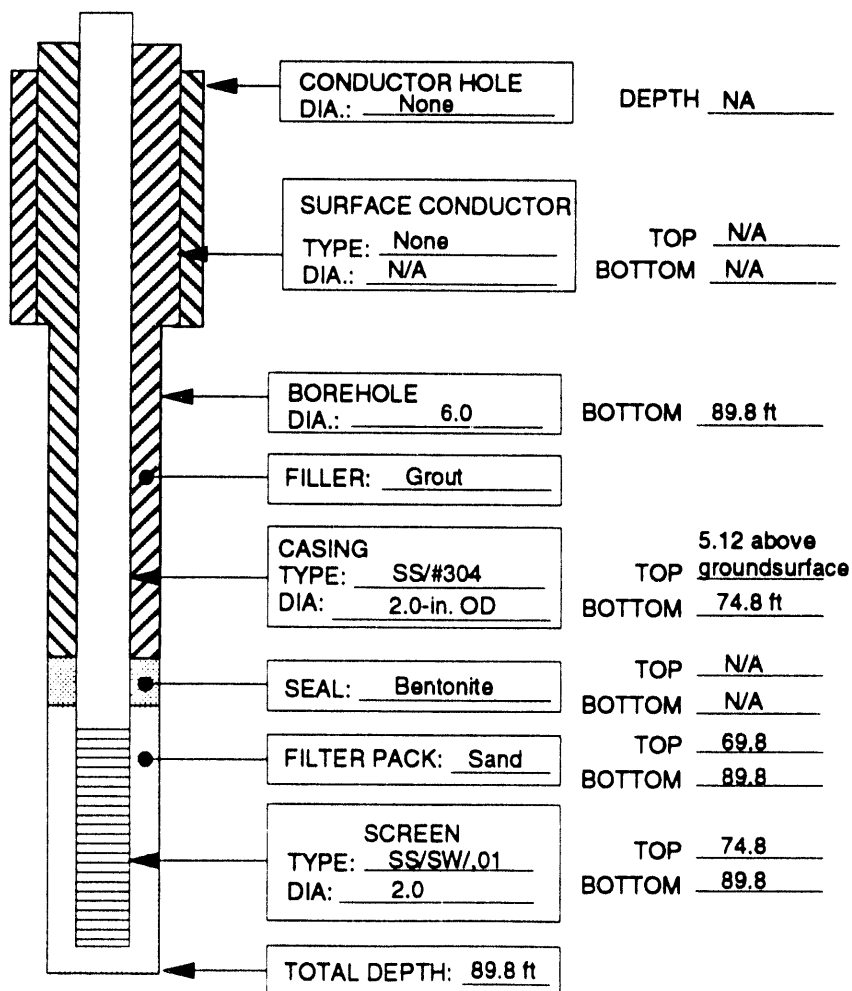 CONDUCTOR HOLE
DIA.: None
DEPTH NA
SURFACE CONDUCTOR
TYPE: None
DIA.: N/A
TOP N/A
BOTTOM N/A
BOREHOLE
DIA.: 6.0
BOTTOM 89.8 ft
FILLER: Grout
CASING
TYPE: SS/#304
DIA: 2.0-in. OD
5.12 above
TOP groundsurface
BOTTOM 74.8 ft
SEAL: Bentonite
TOP N/A
BOTTOM N/A
FILTER PACK: Sand
TOP 69.8
BOTTOM 89.8
SCREEN
TYPE: SS/SW/,01
DIA: 2.0
TOP 74.8
BOTTOM 89.8
TOTAL DEPTH: 89.8 ft